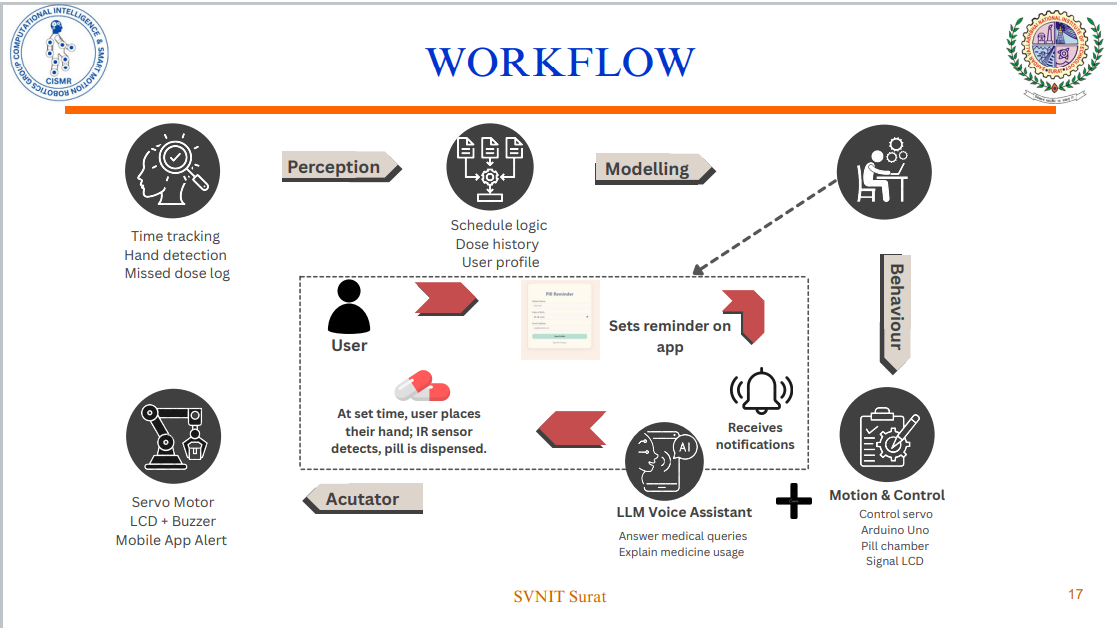 COMPUTATIONAL INTELLIGENCE & SMART MOTION ROBOTICS GROUP
CISMR
WORKFLOW
Perception
Modelling
Time tracking
Hand detection
Missed dose log
Schedule logic
Dose history
User profile
Behaviour
User
Pill Reminder
Sets reminder on
app
Receives
notifications
At set time, user places
their hand; IR sensor
detects, pill is dispensed.
AI
LLM Voice Assistant
Answer medical queries
Explain medicine usage
Motion & Control
Control servo
Arduino Uno
Pill chamber
Signal LCD
Acutator
Servo Motor
LCD + Buzzer
Mobile App Alert
SVNIT Surat
17